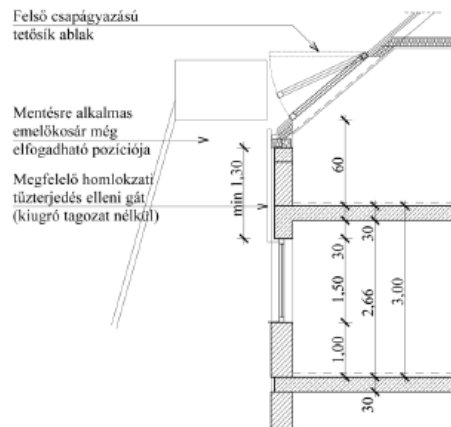 Felső csapágyazású
tetősík ablak
Mentésre alkalmas
emelőkosár még
elfogadható pozíciója
Megfelelő homlokzati
tűzterjedés elleni gát
(kiugró tagozat nélkül)
min 1,30
60
30
30
1,50
2,66
3,00
1,00
30